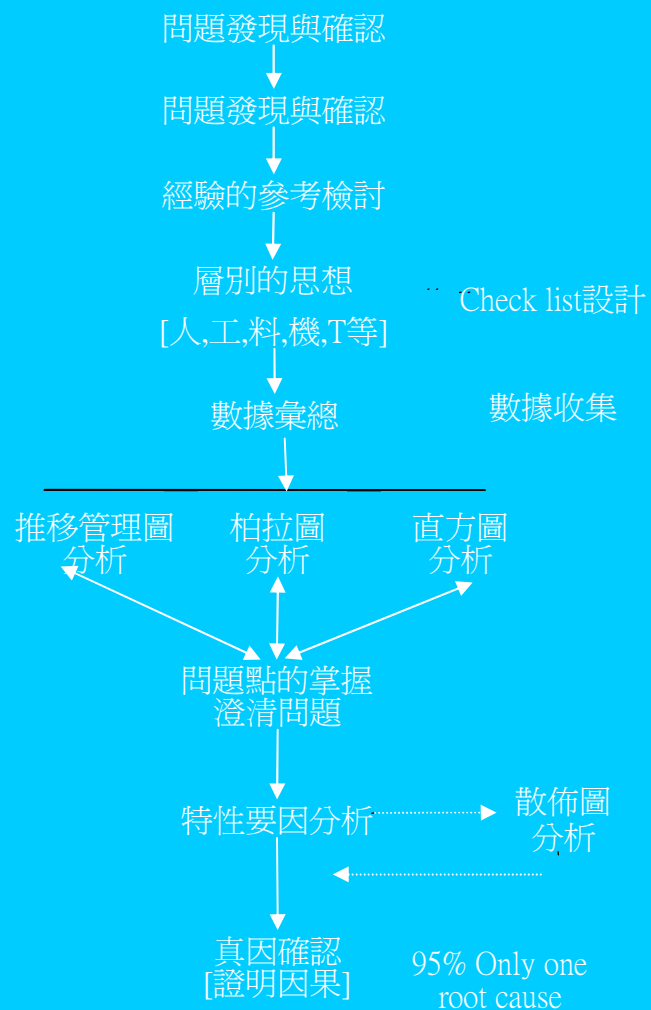 問題發現與確認
問題發現與確認
經驗的參考檢討
層別的思想
Check list設計
[人,工,料,機,T等]
數據彙總
數據收集
推移管理圖
分析
柏拉圖
分析
直方圖
分析
問題點的掌握
澄清問題
特性要因分析
散佈圖
分析
真因確認
[證明因果]
95% Only one
root cause